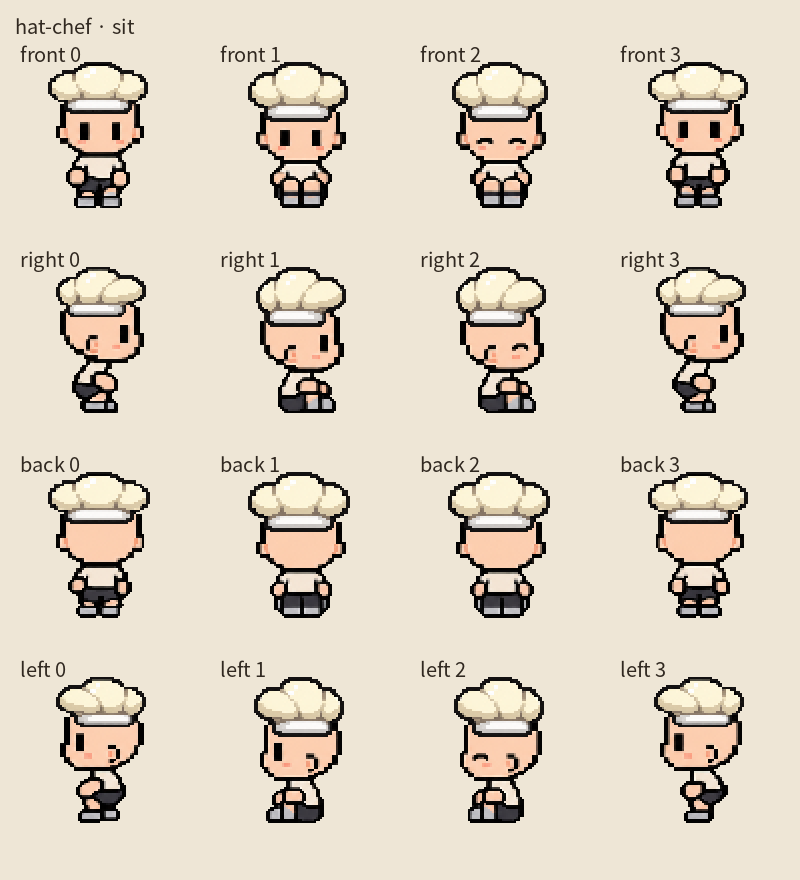 hat-chef · sit
front 0 front 1 front 2 front 3
right 0 right 1 right 2 right 3
back 0 back 1 back 2 back 3
left 0 left 1 left 2 left 3